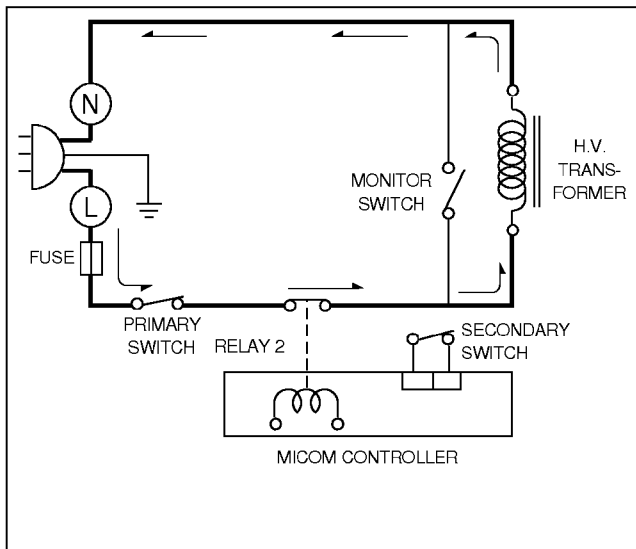 N
H.V.
TRANS-
FORMER
MONITOR
SWITCH
L
FUSE
PRIMARY
SWITCH
RELAY 2
SECONDARY
SWITCH
MICOM CONTROLLER